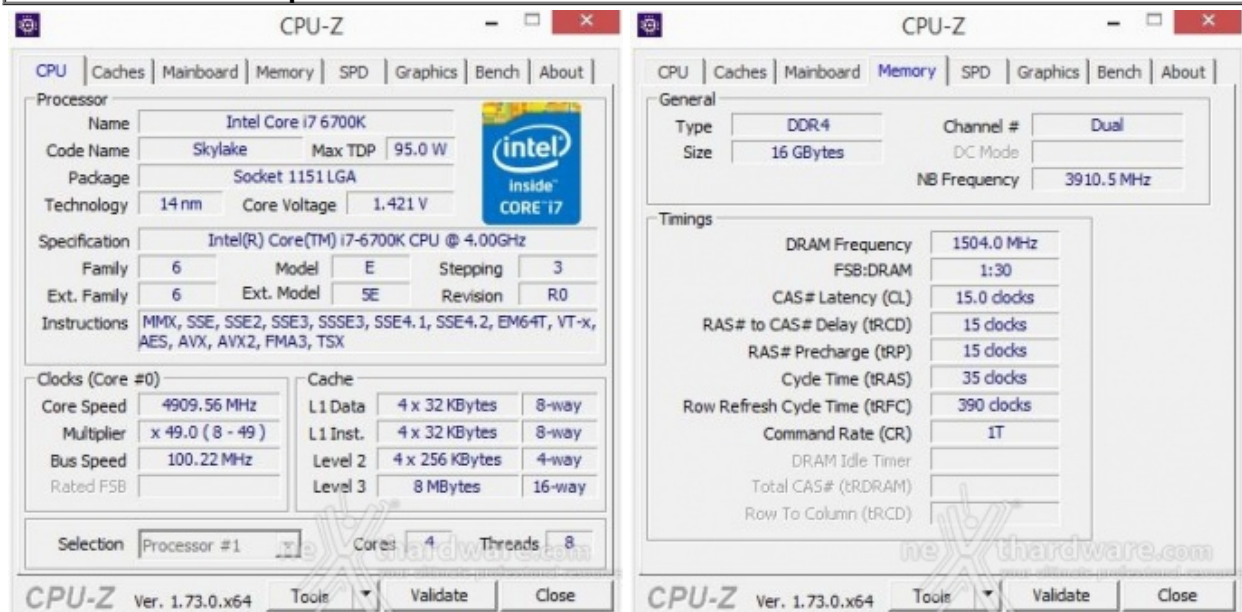 CPU-Z
CPU Caches Mainboard Memory SPD Graphics Bench About
Processor
Name Intel Core i7 6700K
Code Name Skylake Max TDP 95.0 W
Package Socket 1151 LGA
Technology 14 nm Core Voltage 1.421 V
intel inside™ CORE™ i7
Specification Intel(R) Core(TM) i7-6700K CPU @ 4.00GHz
Family 6 Model E Stepping 3
Ext. Family 6 Ext. Model 5E Revision R0
Instructions MMX, SSE, SSE2, SSE3, SSSE3, SSE4.1, SSE4.2, EM64T, VT-x,
AES, AVX, AVX2, FMA3, TSX
Clocks (Core #0)
Core Speed 4909.56 MHz
Multiplier x 49.0 ( 8 - 49 )
Bus Speed 100.22 MHz
Rated FSB
Cache
L1 Data 4 x 32 KBytes 8-way
L1 Inst. 4 x 32 KBytes 8-way
Level 2 4 x 256 KBytes 4-way
Level 3 8 MBytes 16-way
Selection Processor #1 Cores 4 Threads 8
CPU-Z Ver. 1.73.0.x64 Tools Validate Close
CPU-Z
CPU Caches Mainboard Memory SPD Graphics Bench About
General
Type DDR4 Channel # Dual
Size 16 GBytes DC Mode
NB Frequency 3910.5 MHz
Timings
DRAM Frequency 1504.0 MHz
FSB:DRAM 1:30
CAS# Latency (CL) 15.0 clocks
RAS# to CAS# Delay (tRCD) 15 clocks
RAS# Precharge (tRP) 15 clocks
Cycle Time (tRAS) 35 clocks
Row Refresh Cycle Time (tRFC) 390 clocks
Command Rate (CR) 1T
DRAM Idle Timer
Total CAS# (tRDRAM)
Row To Column (tRCD)
ne thardware.com
CPU-Z Ver. 1.73.0.x64 Tools Validate Close